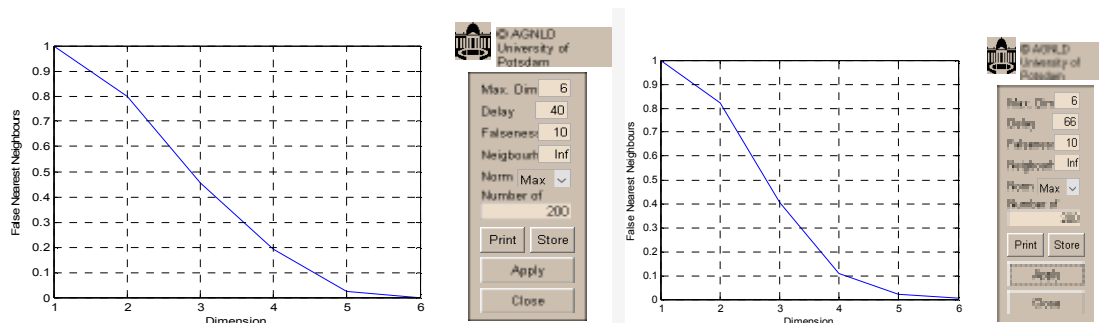 1
0.9
0.8
0.7
0.6
0.5
0.4
0.3
0.2
0.1
0
1 2 3 4 5 6
False Nearest Neighbours
Dimension
© AGNLD
University of
Potsdam
Max. Dim 6
Delay 40
Falseness 10
Neigbourh Inf
Norm Max
Number of
200
Print Store
Apply
Close
1
0.9
0.8
0.7
0.6
0.5
0.4
0.3
0.2
0.1
0
1 2 3 4 5 6
False Nearest Neighbours
Dimension
© AGNLD
University of
Potsdam
Max. Dim 6
Delay 66
Falseness 10
Neigbourh Inf
Norm Max
Number of
200
Print Store
Apply
Close